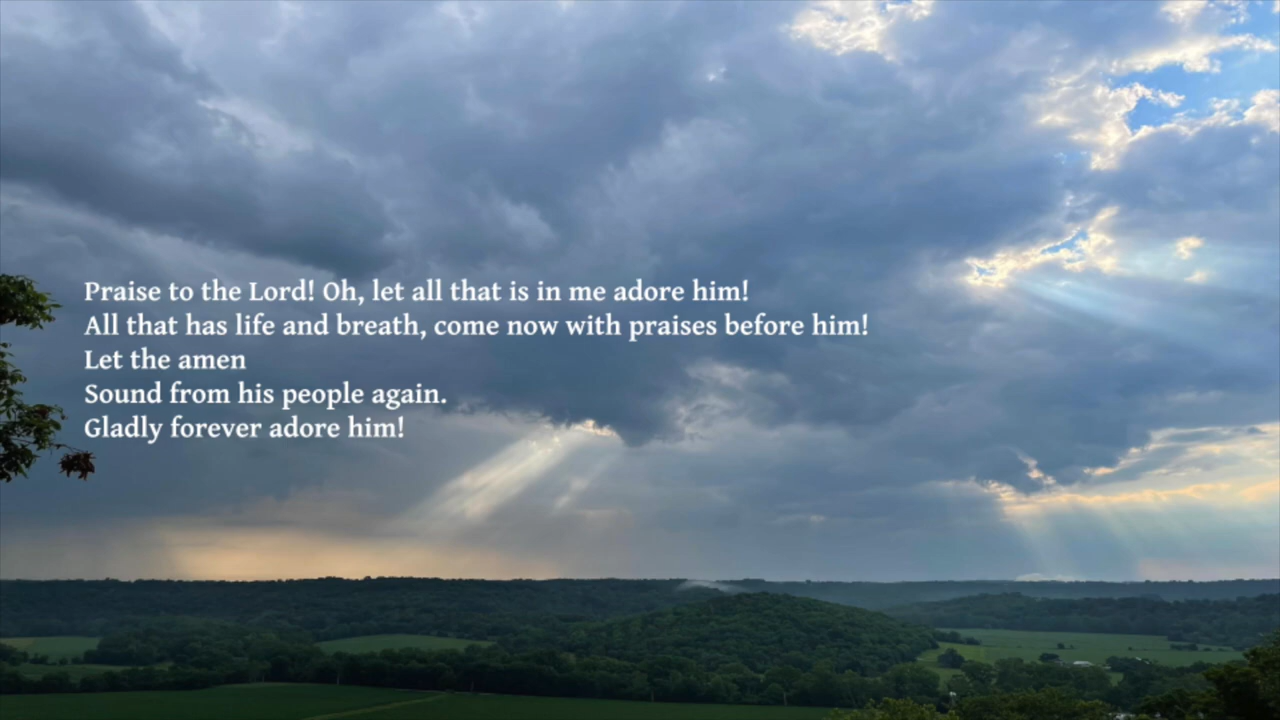 Praise to the Lord! Oh, let all that is in me adore him!
All that has life and breath, come now with praises before him!
Let the amen
Sound from his people again.
Gladly forever adore him!